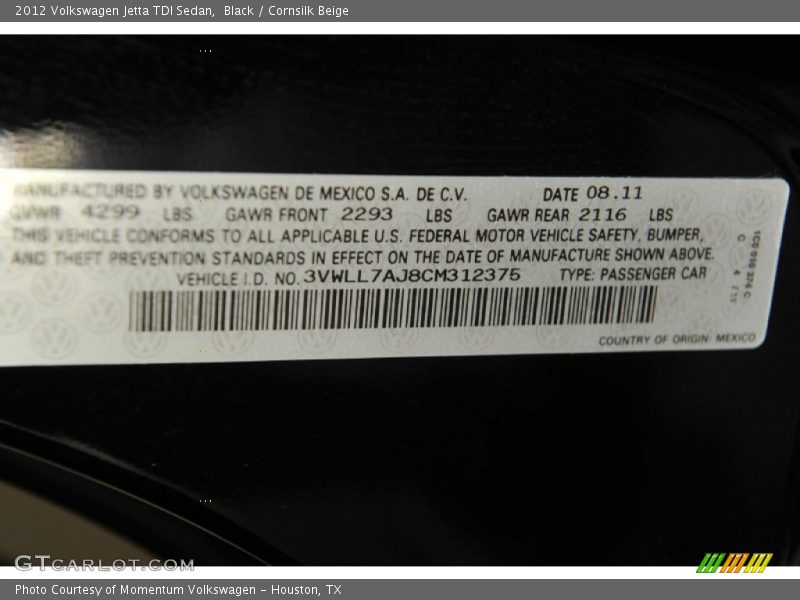 2012 Volkswagen Jetta TDI Sedan, Black / Cornsilk Beige
MANUFACTURED BY VOLKSWAGEN DE MEXICO S.A. DE C.V. DATE 08.11
GVWR 4299 LBS GAWR FRONT 2293 LBS GAWR REAR 2116 LBS
THIS VEHICLE CONFORMS TO ALL APPLICABLE U.S. FEDERAL MOTOR VEHICLE SAFETY, BUMPER,
AND THEFT PREVENTION STANDARDS IN EFFECT ON THE DATE OF MANUFACTURE SHOWN ABOVE.
VEHICLE I.D. NO. 3VWLL7AJ8CM312375 TYPE: PASSENGER CAR
COUNTRY OF ORIGIN: MEXICO
GTCARLOT.COM
Photo Courtesy of Momentum Volkswagen - Houston, TX